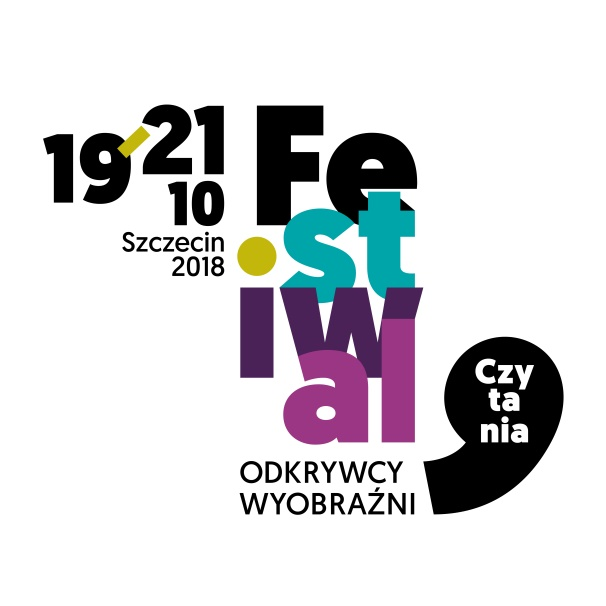 19-21
10
Szczecin
2018
Fe
st
iw
al
Czy
ta
nia
ODKRYWCY
WYOBRAŹNI